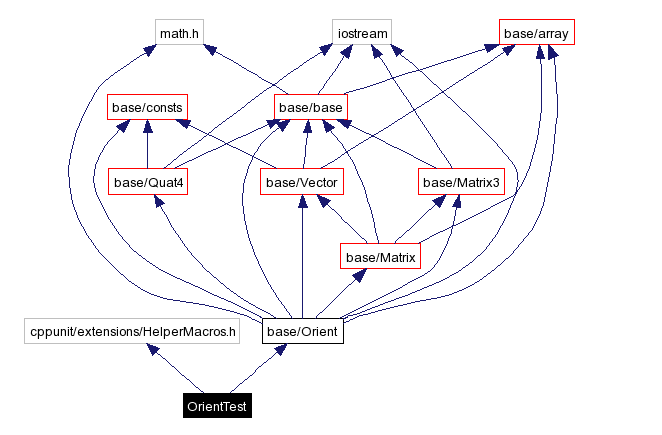 math.h
iostream
base/array
base/consts
base/base
base/Quat4
base/Vector
base/Matrix3
base/Matrix
cppunit/extensions/HelperMacros.h
base/Orient
OrientTest